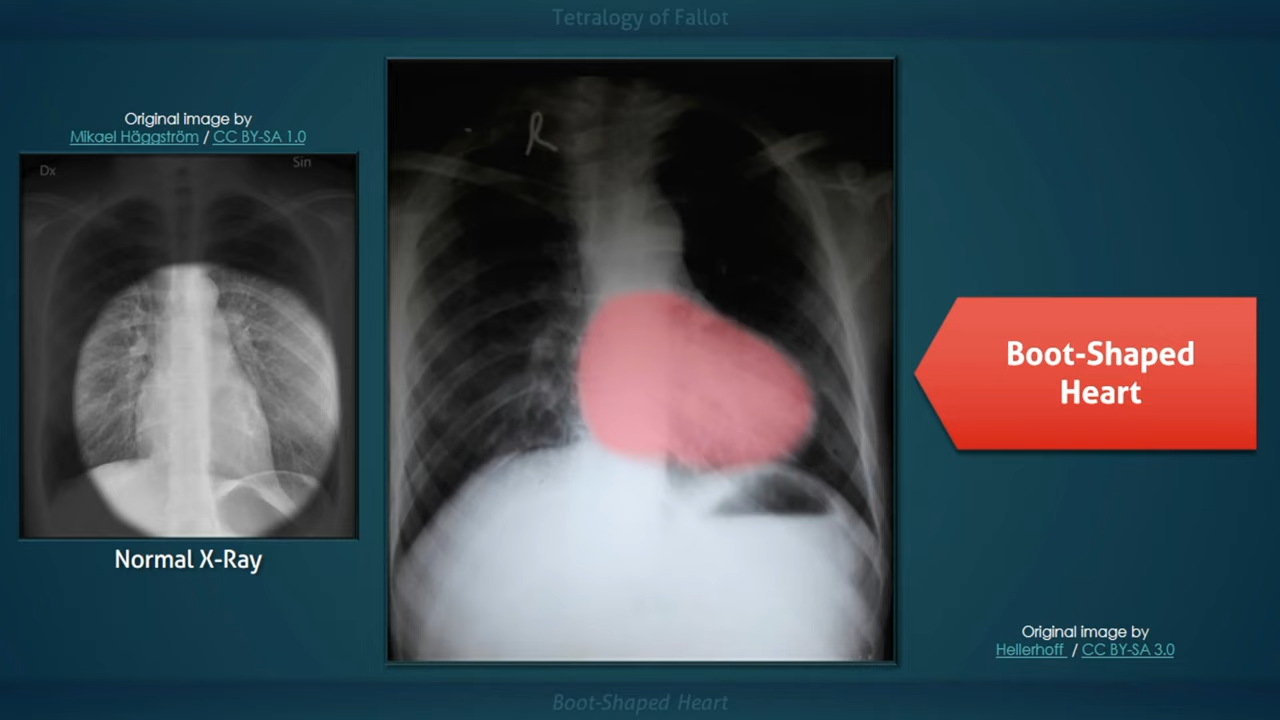 Tetralogy of Fallot
Original image by
Mikael Häggström / CC BY-SA 1.0
Dx
Sin
Normal X-Ray
R
Boot-Shaped
Heart
Original image by
Hellerhoff / CC BY-SA 3.0
Boot-Shaped Heart